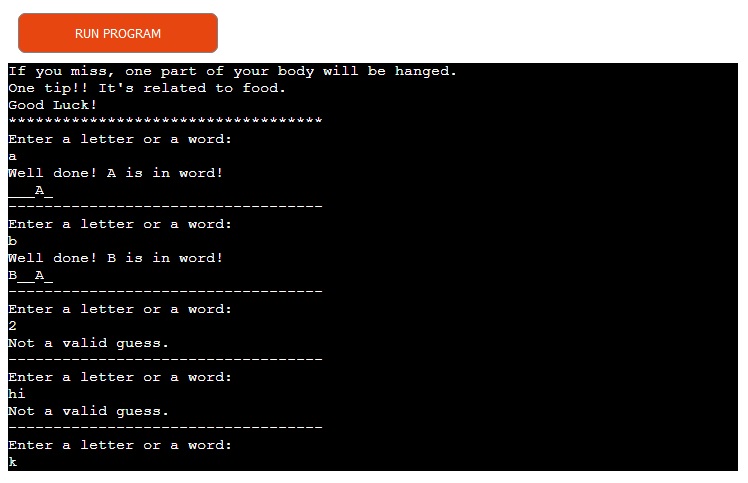 RUN PROGRAM
If you miss, one part of your body will be hanged.
One tip!! It's related to food.
Good Luck!
***********************************
Enter a letter or a word:
a
Well done! A is in word!
___A_
-----------------------------------
Enter a letter or a word:
b
Well done! B is in word!
B__A_
-----------------------------------
Enter a letter or a word:
2
Not a valid guess.
-----------------------------------
Enter a letter or a word:
hi
Not a valid guess.
-----------------------------------
Enter a letter or a word:
k